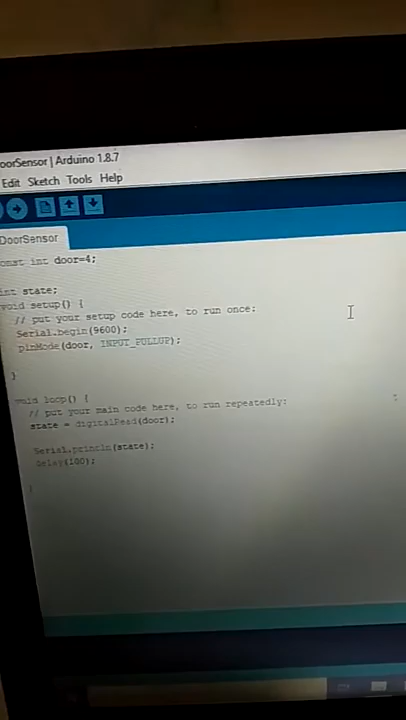 oorSensor | Arduino 1.8.7
Edit Sketch Tools Help
DoorSensor
onst int door=4;
int state;
void setup() {
// put your setup code here, to run once:
Serial.begin(9600);
pinMode(door, INPUT_PULLUP);
}
void loop() {
// put your main code here, to run repeatedly:
state = digitalRead(door);
Serial.println(state);
delay(100);
}